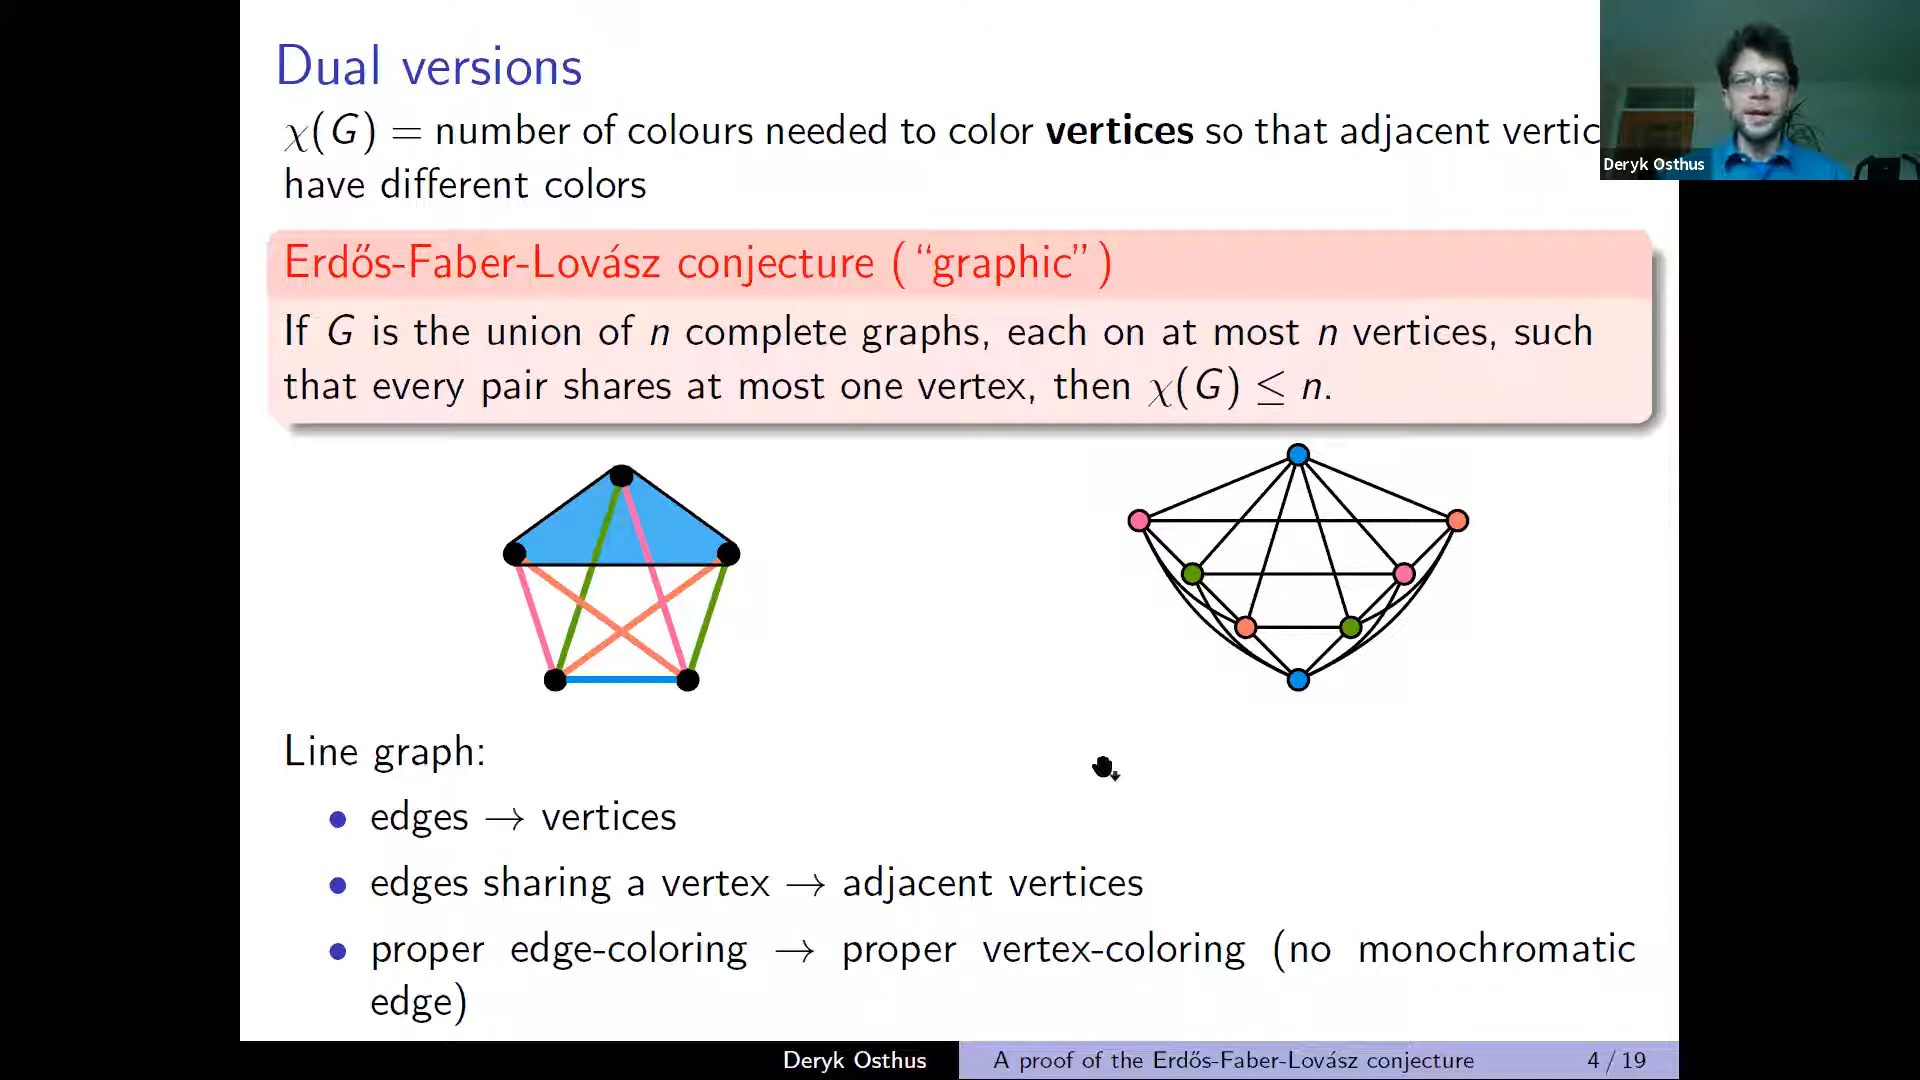 Dual versions
χ(G) = number of colours needed to color vertices so that adjacent vertic
have different colors
Deryk Osthus
Erdős-Faber-Lovász conjecture (“graphic”)
If G is the union of n complete graphs, each on at most n vertices, such
that every pair shares at most one vertex, then χ(G) ≤ n.
Line graph:
• edges → vertices
• edges sharing a vertex → adjacent vertices
• proper edge-coloring → proper vertex-coloring (no monochromatic
edge)
Deryk Osthus A proof of the Erdős-Faber-Lovász conjecture 4 / 19